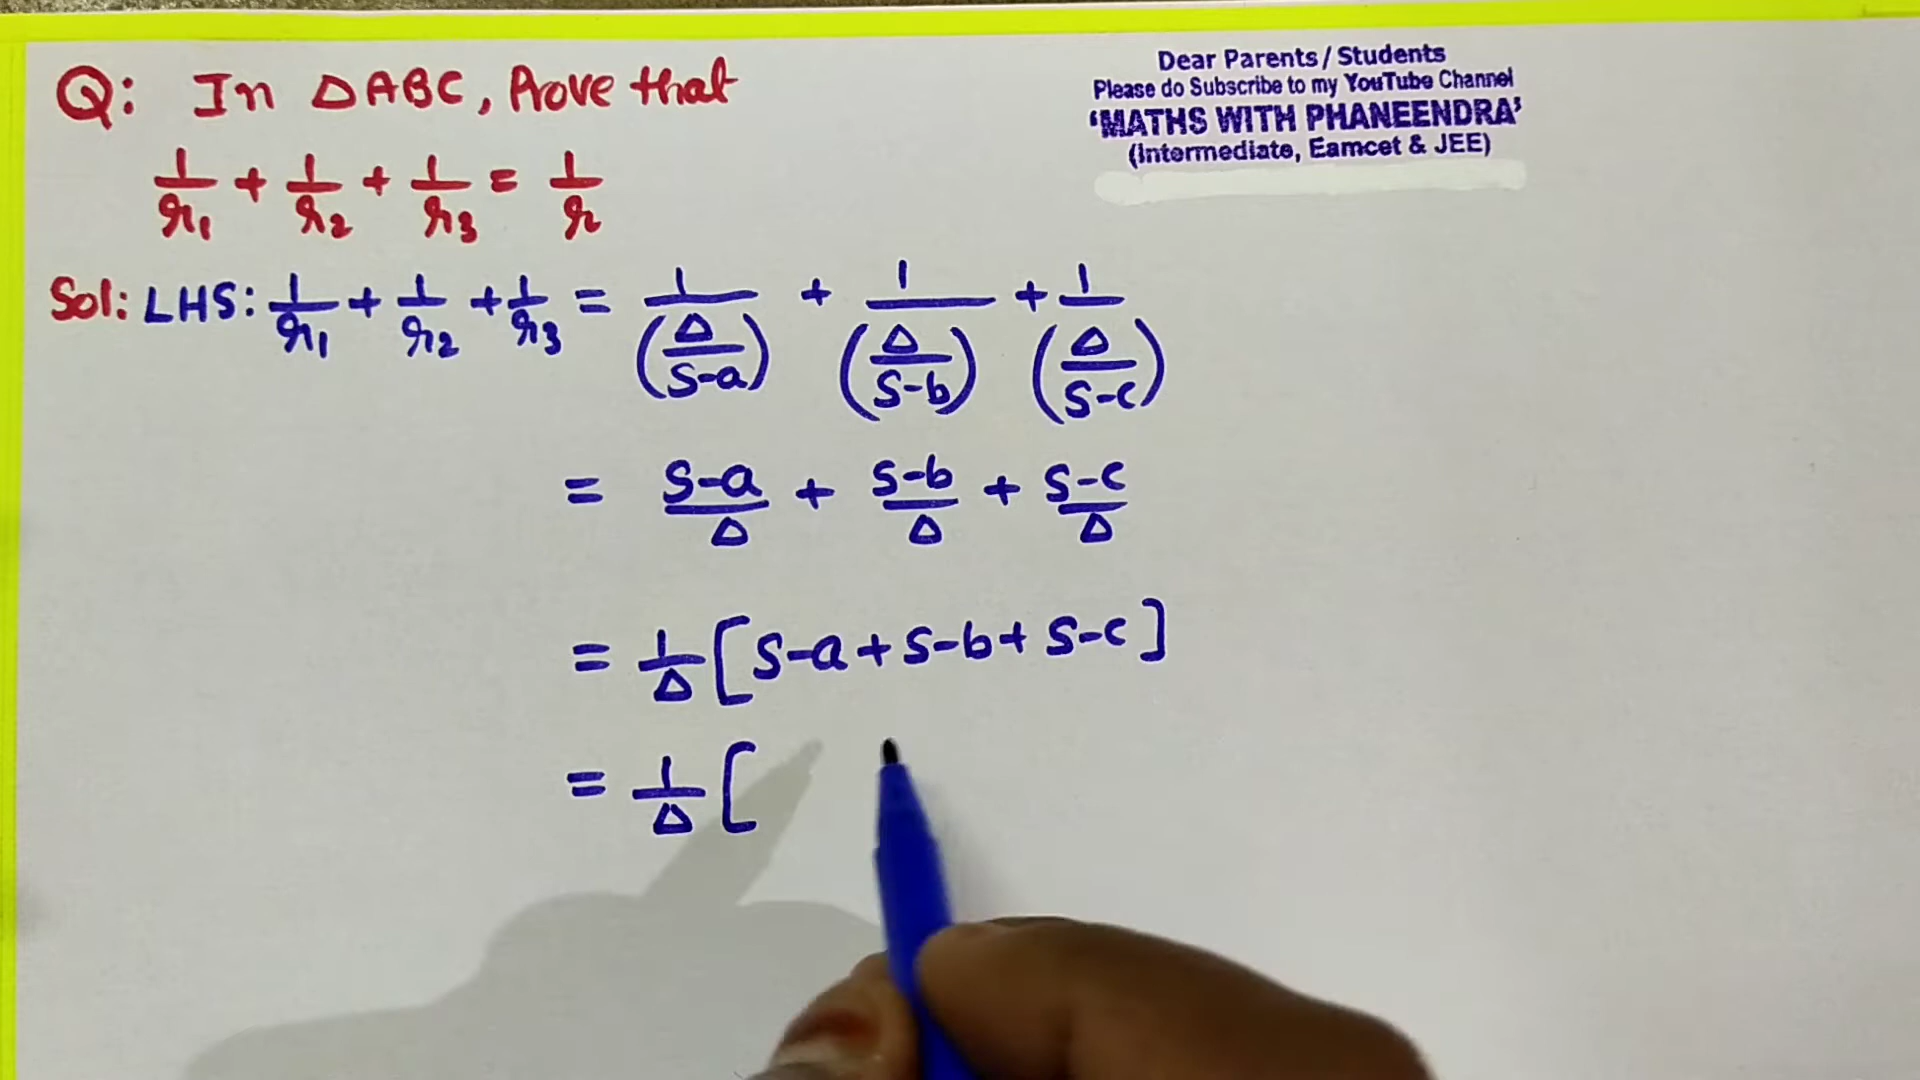 Q: In ΔABC, Prove that
1/r₁ + 1/r₂ + 1/r₃ = 1/r
Sol: LHS: 1/r₁ + 1/r₂ + 1/r₃ = 1/(Δ/(S-a)) + 1/(Δ/(S-b)) + 1/(Δ/(S-c))
= (S-a)/Δ + (S-b)/Δ + (S-c)/Δ
= 1/Δ [S-a+S-b+S-c]
= 1/Δ [
Dear Parents / Students
Please do Subscribe to my YouTube Channel
‘MATHS WITH PHANEENDRA’
(Intermediate, Eamcet & JEE)